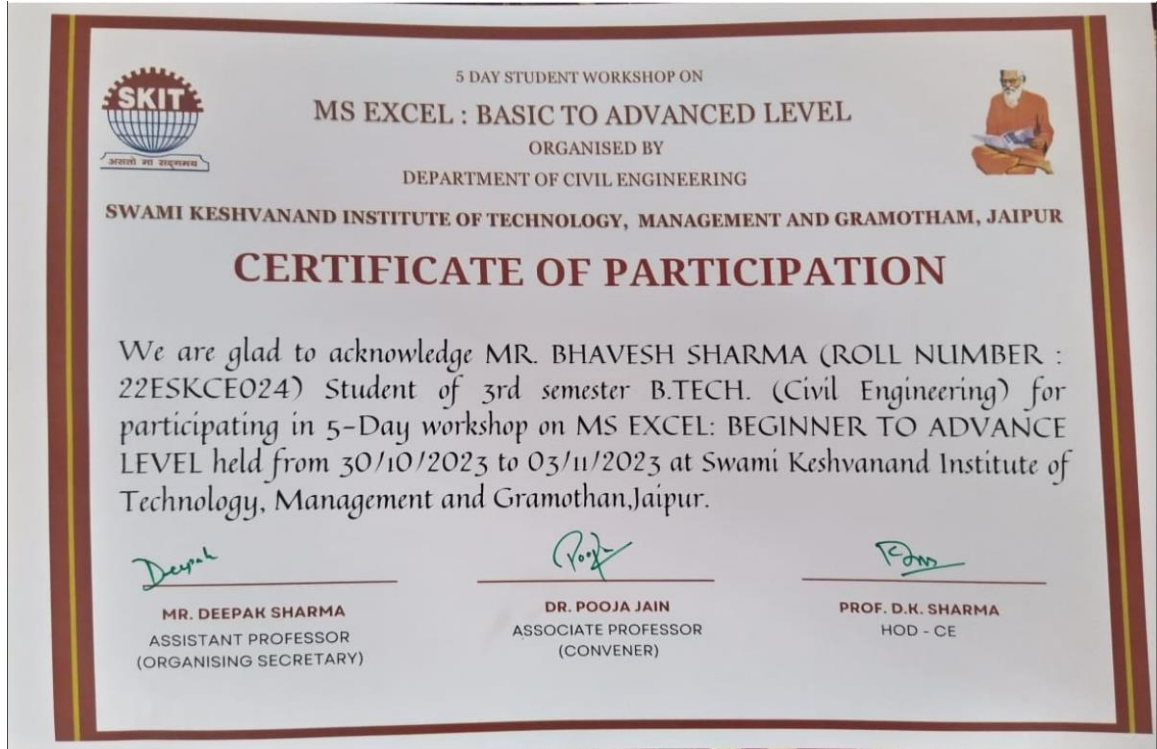 SKIT
असतो मा सद्गमय
5 DAY STUDENT WORKSHOP ON
MS EXCEL : BASIC TO ADVANCED LEVEL
ORGANISED BY
DEPARTMENT OF CIVIL ENGINEERING
SWAMI KESHVANAND INSTITUTE OF TECHNOLOGY, MANAGEMENT AND GRAMOTHAM, JAIPUR
CERTIFICATE OF PARTICIPATION
We are glad to acknowledge MR. BHAVESH SHARMA (ROLL NUMBER :
22ESKCE024) Student of 3rd semester B.TECH. (Civil Engineering) for
participating in 5-Day workshop on MS EXCEL: BEGINNER TO ADVANCE
LEVEL held from 30/10/2023 to 03/11/2023 at Swami Keshvanand Institute of
Technology, Management and Gramothan,Jaipur.
Deepak
Pooja
MR. DEEPAK SHARMA
ASSISTANT PROFESSOR
(ORGANISING SECRETARY)
DR. POOJA JAIN
ASSOCIATE PROFESSOR
(CONVENER)
PROF. D.K. SHARMA
HOD - CE